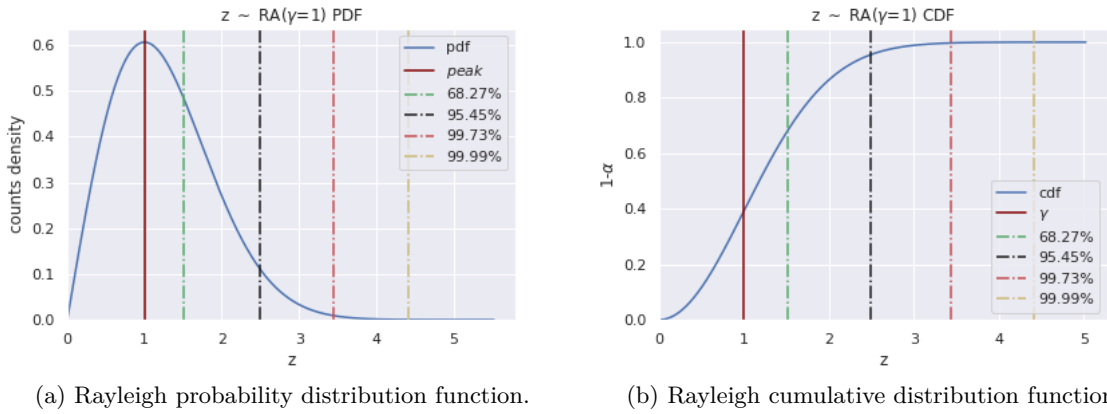 z ~ RA(γ=1) PDF
counts density
0.6
0.5
0.4
0.3
0.2
0.1
0.0
0 1 2 3 4 5
z
pdf
peak
68.27%
95.45%
99.73%
99.99%
(a) Rayleigh probability distribution function.
z ~ RA(γ=1) CDF
1-α
1.0
0.8
0.6
0.4
0.2
0.0
0 1 2 3 4 5
z
cdf
γ
68.27%
95.45%
99.73%
99.99%
(b) Rayleigh cumulative distribution function